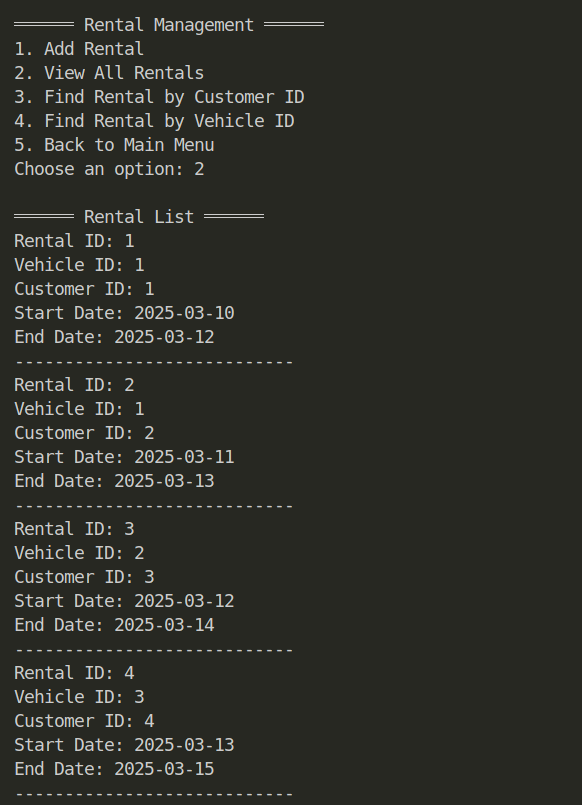 ══════ Rental Management ══════
1. Add Rental
2. View All Rentals
3. Find Rental by Customer ID
4. Find Rental by Vehicle ID
5. Back to Main Menu
Choose an option: 2
══════ Rental List ══════
Rental ID: 1
Vehicle ID: 1
Customer ID: 1
Start Date: 2025-03-10
End Date: 2025-03-12
----------------------------
Rental ID: 2
Vehicle ID: 1
Customer ID: 2
Start Date: 2025-03-11
End Date: 2025-03-13
----------------------------
Rental ID: 3
Vehicle ID: 2
Customer ID: 3
Start Date: 2025-03-12
End Date: 2025-03-14
----------------------------
Rental ID: 4
Vehicle ID: 3
Customer ID: 4
Start Date: 2025-03-13
End Date: 2025-03-15
----------------------------